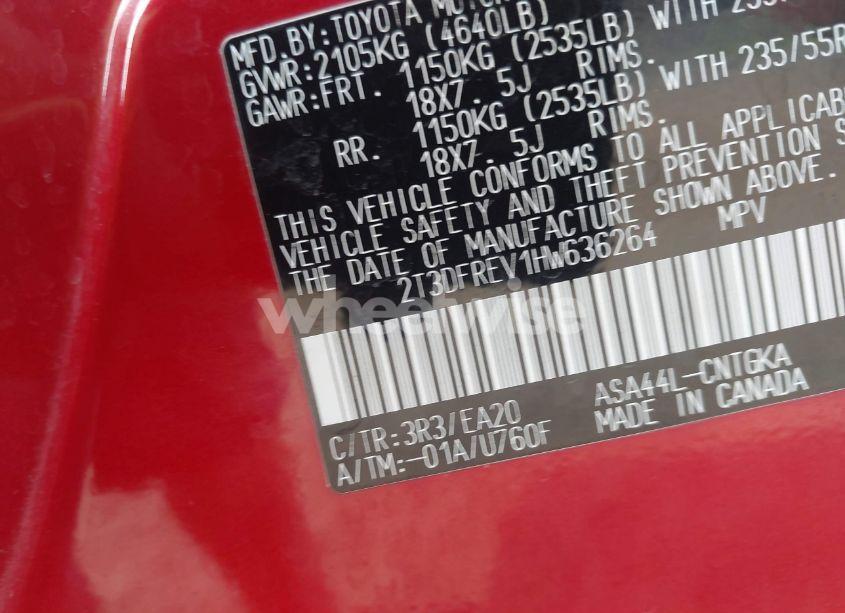 MFD.BY:TOYOTA MOTOR
GVWR:2105KG (4640LB)
GAWR:FRT. 1150KG (2535LB) WITH 235/
18X7.5J RIMS.
RR. 1150KG (2535LB) WITH 235/55R
18X7.5J RIMS.
THIS VEHICLE CONFORMS TO ALL APPLICABL
VEHICLE SAFETY AND THEFT PREVENTION S
THE DATE OF MANUFACTURE SHOWN ABOVE.
2T3DFREV1HW636264 MPV
wheelwise
ASA44L-CNTGKA
C/TR:3R3/EA20 MADE IN CANADA
A/TM:-01A/U760F